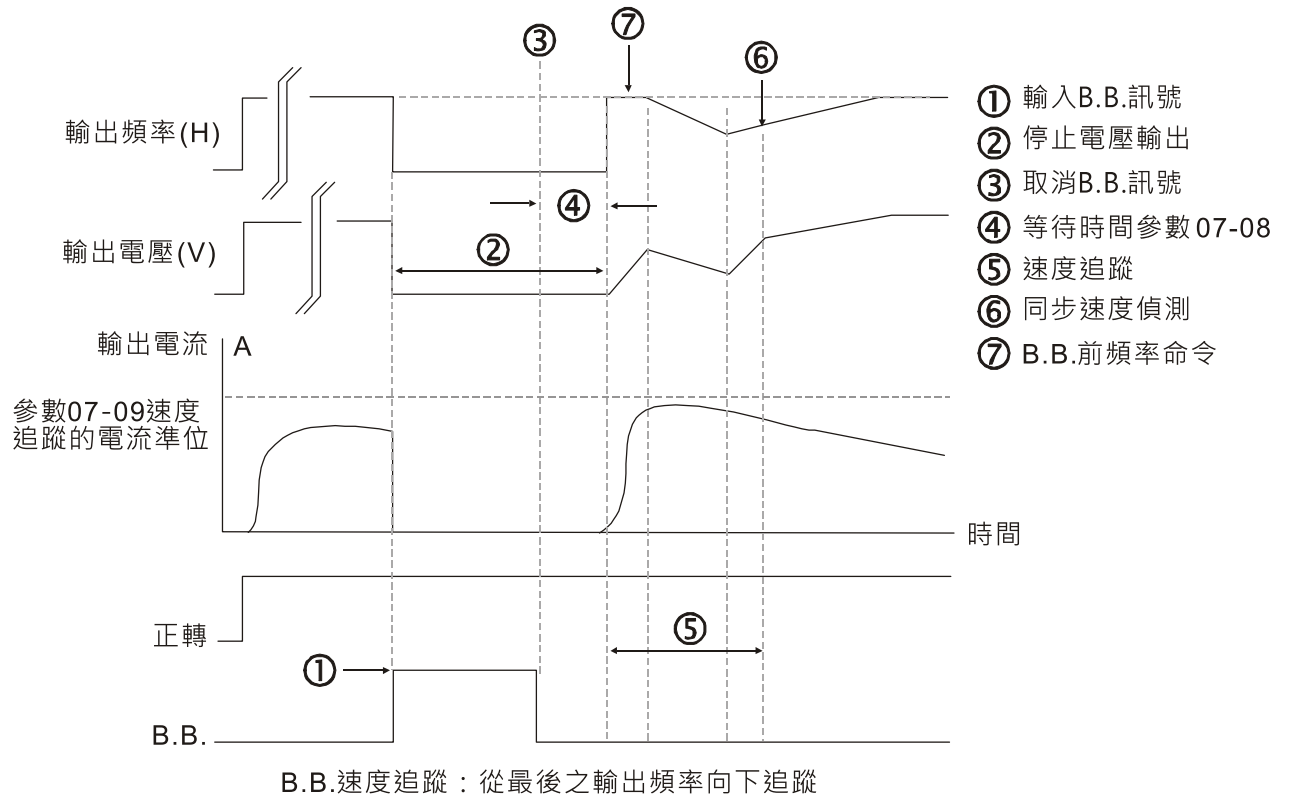 ③
⑦
⑥
輸出頻率(H)
④
輸出電壓(V)
②
① 輸入B.B.訊號
② 停止電壓輸出
③ 取消B.B.訊號
④ 等待時間參數07-08
⑤ 速度追蹤
⑥ 同步速度偵測
⑦ B.B.前頻率命令
輸出電流 A
參數07-09速度
追蹤的電流準位
時間
正轉
⑤
①
B.B.
B.B.速度追蹤：從最後之輸出頻率向下追蹤